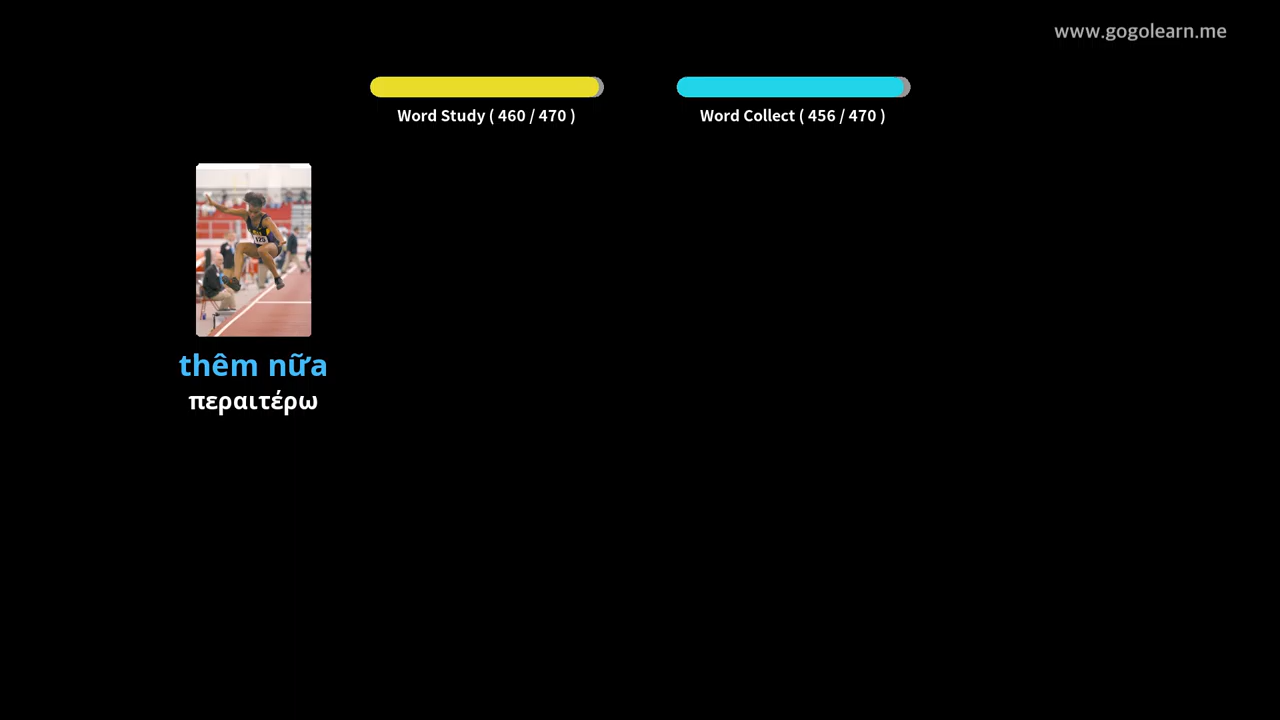 www.gogolearn.me
Word Study ( 460 / 470 )
Word Collect ( 456 / 470 )
thêm nữa
περαιτέρω